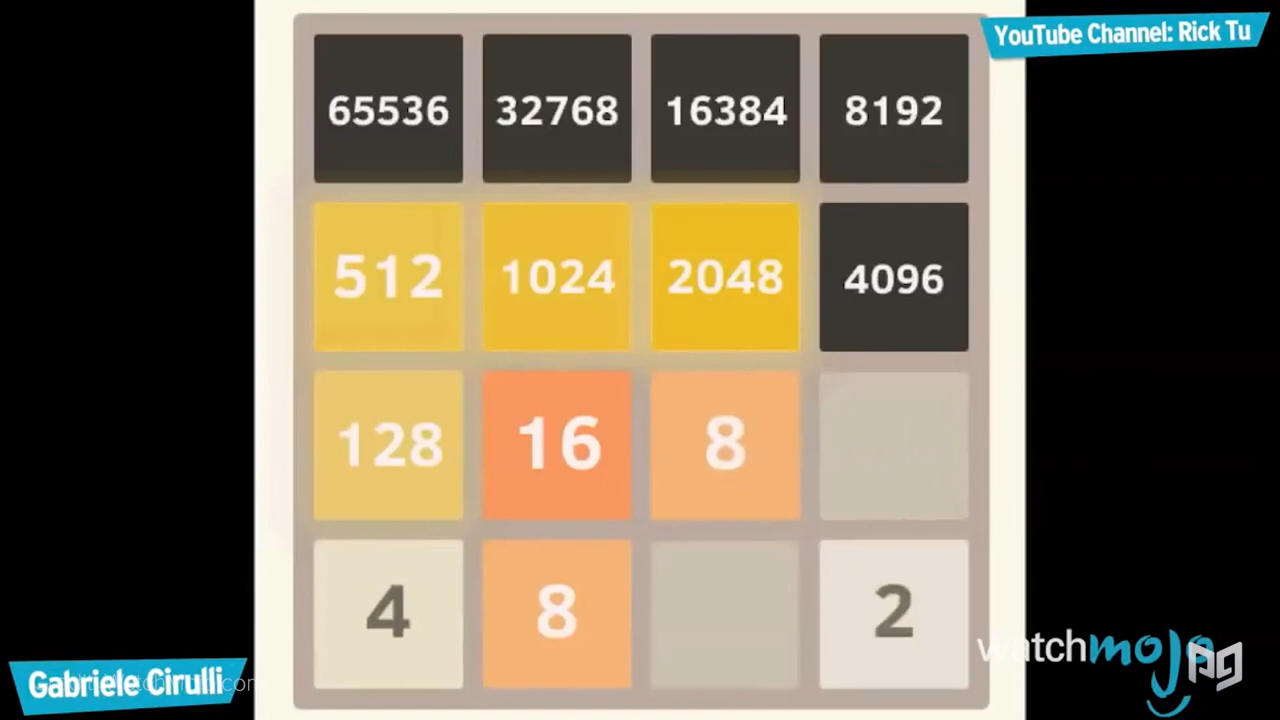 YouTube Channel: Rick Tu
65536 32768 16384 8192
512 1024 2048 4096
128 16 8
4 8 2
watchmojo
Gabriele Cirulli